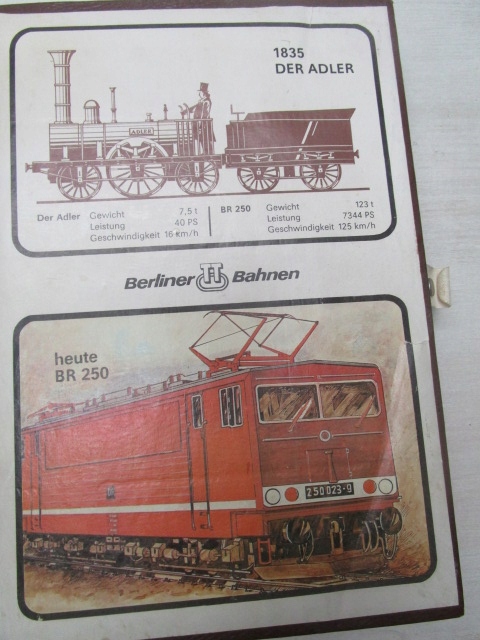 1835
DER ADLER
ADLER
Der Adler Gewicht 7,5 t
Leistung 40 PS
Geschwindigkeit 16 km/h
BR 250 Gewicht 123 t
Leistung 7344 PS
Geschwindigkeit 125 km/h
Berliner TT Bahnen
heute
BR 250
250 023-9